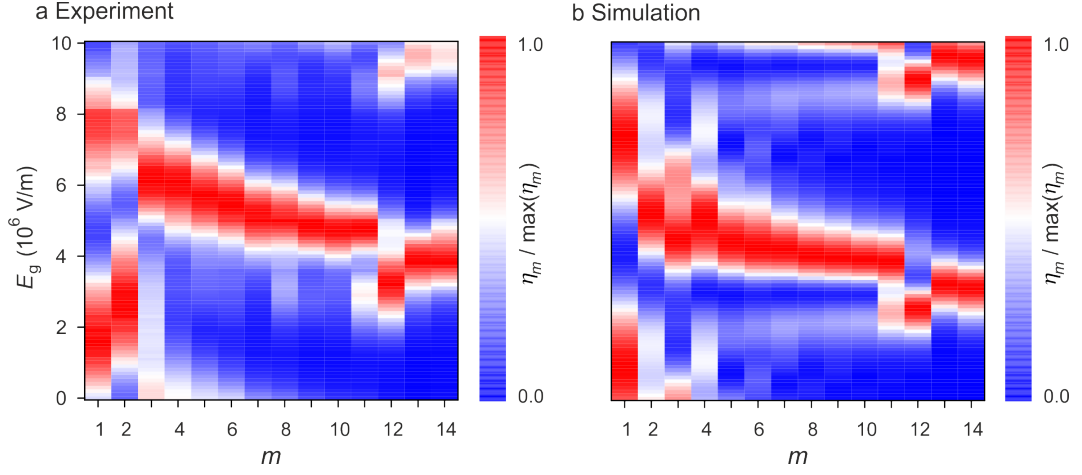 a Experiment
b Simulation
10
8
6
4
2
0
E_g (10^6 V/m)
1 2 4 6 8 10 12 14
m
1.0
0.0
η_m / max(η_m)
1 2 4 6 8 10 12 14
m
1.0
0.0
η_m / max(η_m)